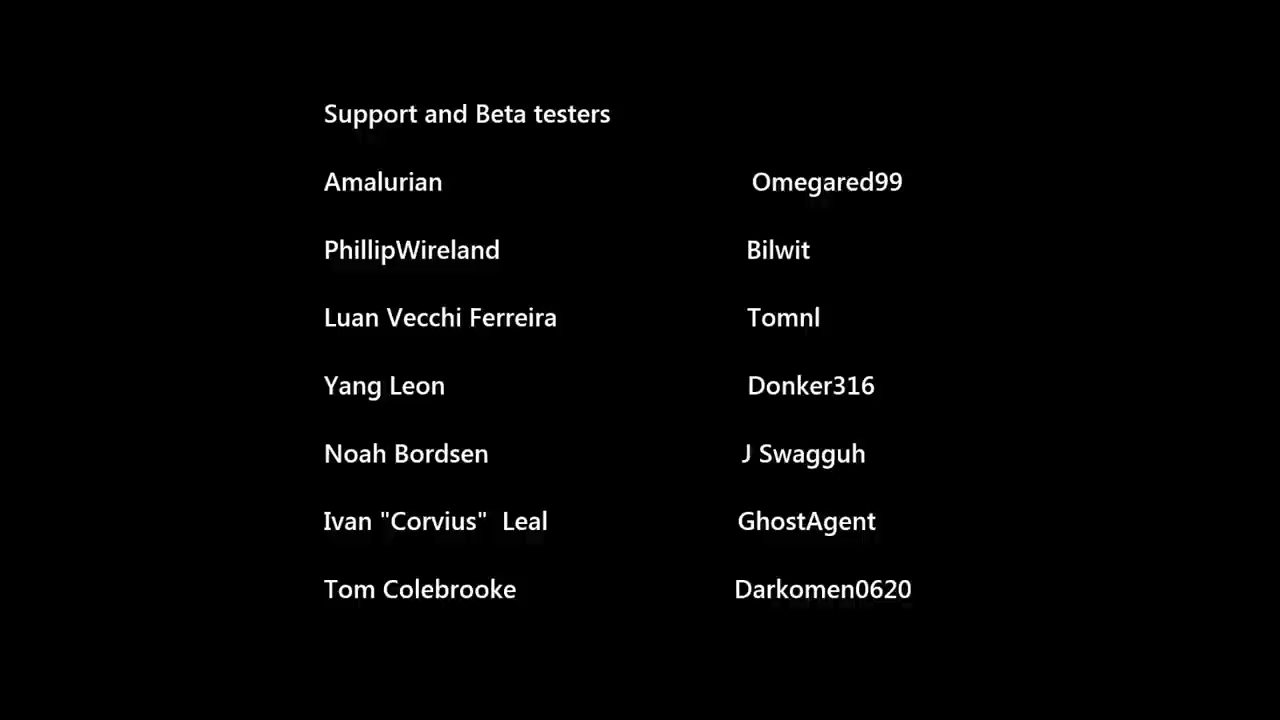 Support and Beta testers
Amalurian Omegared99
PhillipWireland Bilwit
Luan Vecchi Ferreira Tomnl
Yang Leon Donker316
Noah Bordsen J Swagguh
Ivan "Corvius"  Leal GhostAgent
Tom Colebrooke Darkomen0620